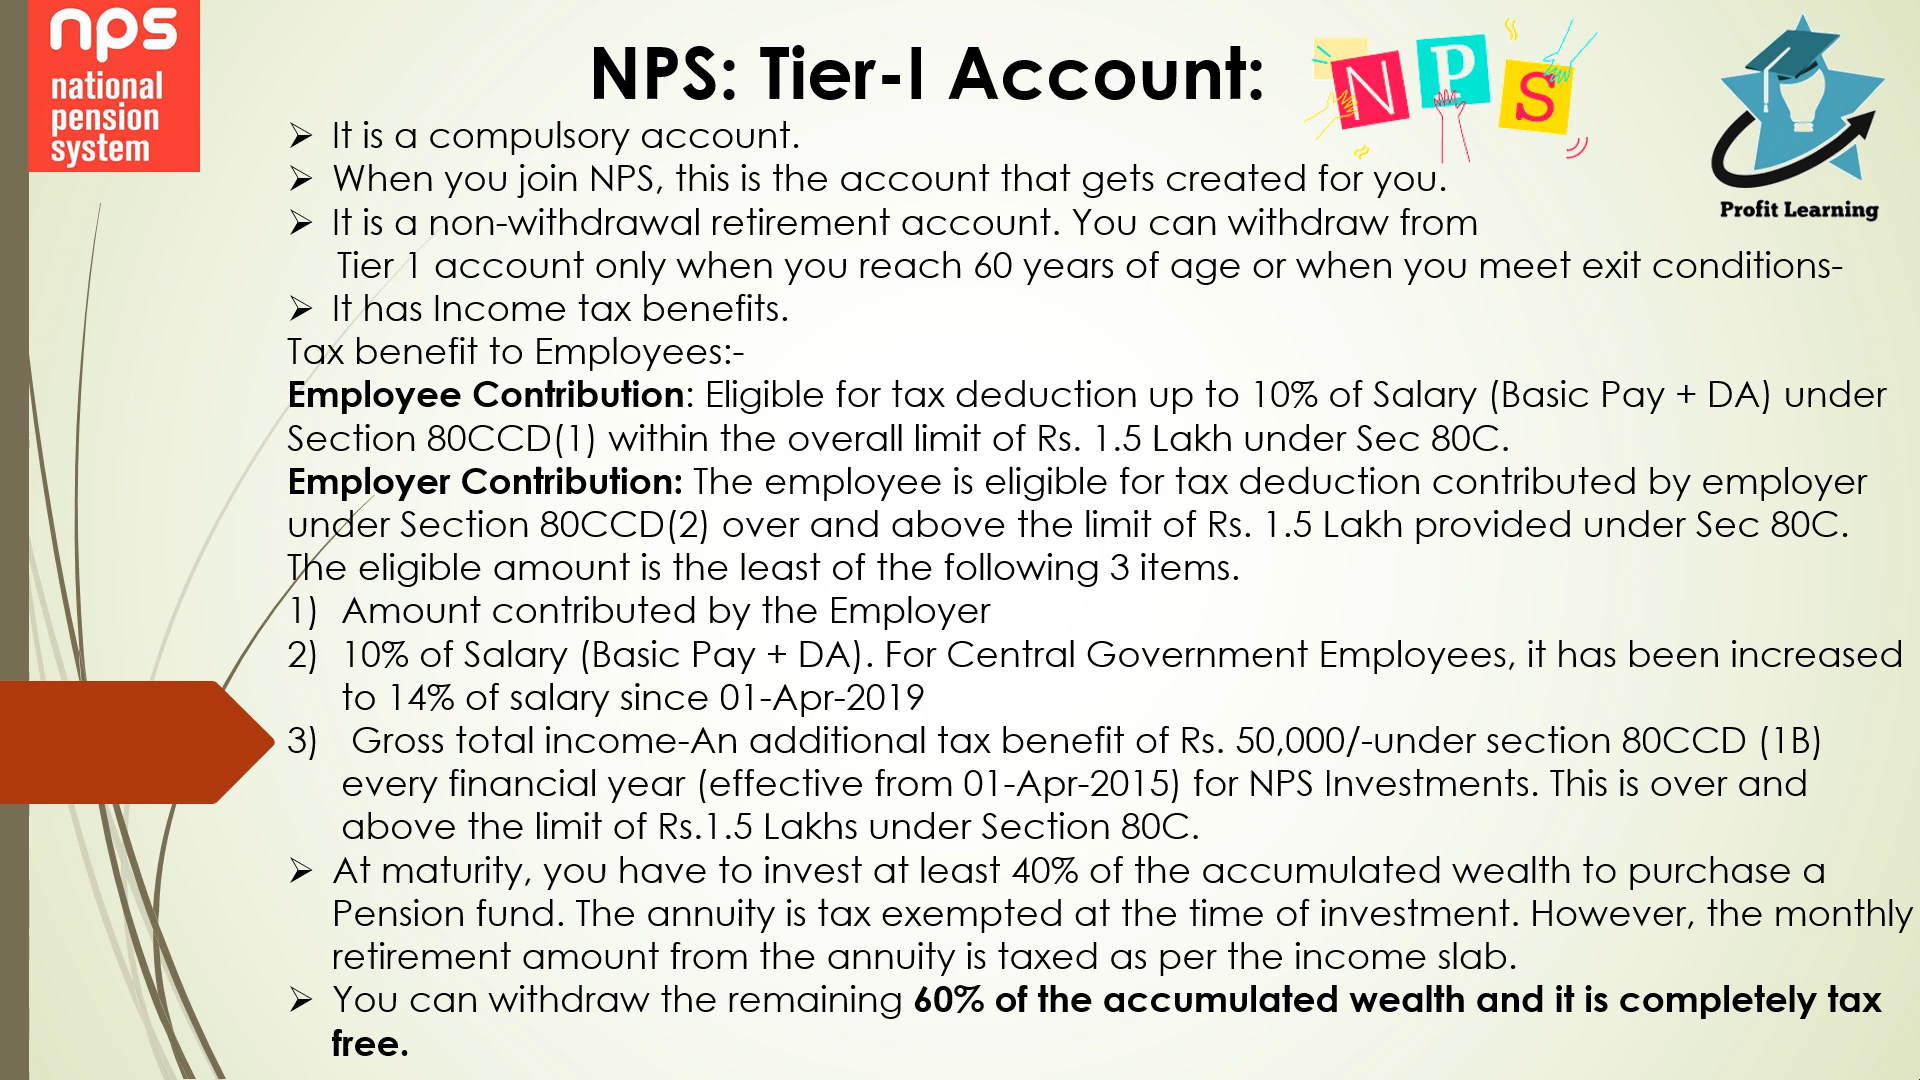 nps
national
pension
system
NPS: Tier-I Account:
N P S
Profit Learning
➢ It is a compulsory account.
➢ When you join NPS, this is the account that gets created for you.
➢ It is a non-withdrawal retirement account. You can withdraw from
Tier 1 account only when you reach 60 years of age or when you meet exit conditions-
➢ It has Income tax benefits.
Tax benefit to Employees:-
Employee Contribution: Eligible for tax deduction up to 10% of Salary (Basic Pay + DA) under
Section 80CCD(1) within the overall limit of Rs. 1.5 Lakh under Sec 80C.
Employer Contribution: The employee is eligible for tax deduction contributed by employer
under Section 80CCD(2) over and above the limit of Rs. 1.5 Lakh provided under Sec 80C.
The eligible amount is the least of the following 3 items.
1) Amount contributed by the Employer
2) 10% of Salary (Basic Pay + DA). For Central Government Employees, it has been increased
to 14% of salary since 01-Apr-2019
3) Gross total income-An additional tax benefit of Rs. 50,000/-under section 80CCD (1B)
every financial year (effective from 01-Apr-2015) for NPS Investments. This is over and
above the limit of Rs.1.5 Lakhs under Section 80C.
➢ At maturity, you have to invest at least 40% of the accumulated wealth to purchase a
Pension fund. The annuity is tax exempted at the time of investment. However, the monthly
retirement amount from the annuity is taxed as per the income slab.
➢ You can withdraw the remaining 60% of the accumulated wealth and it is completely tax
free.